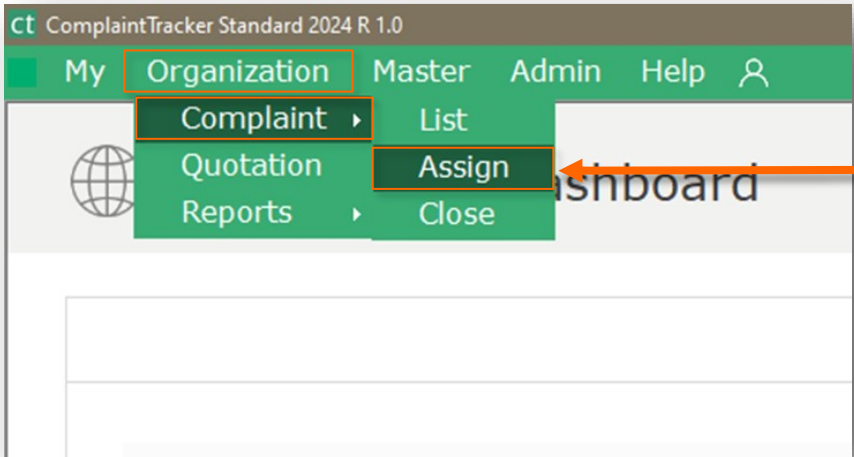 ct ComplaintTracker Standard 2024 R 1.0
My Organization Master Admin Help
Complaint List
Quotation Assign
Reports Close